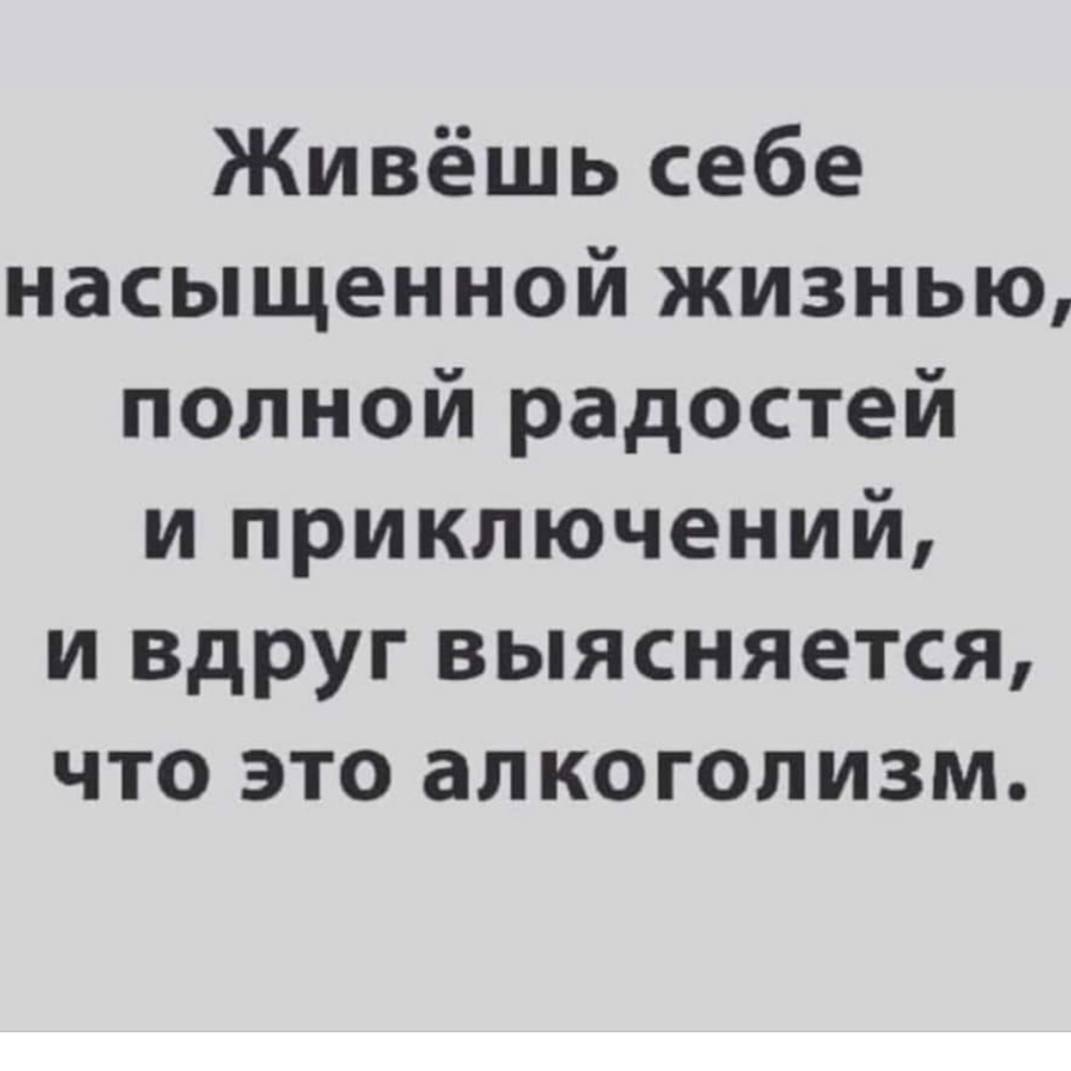 Живёшь себе
насыщенной жизнью,
полной радостей
и приключений,
и вдруг выясняется,
что это алкоголизм.